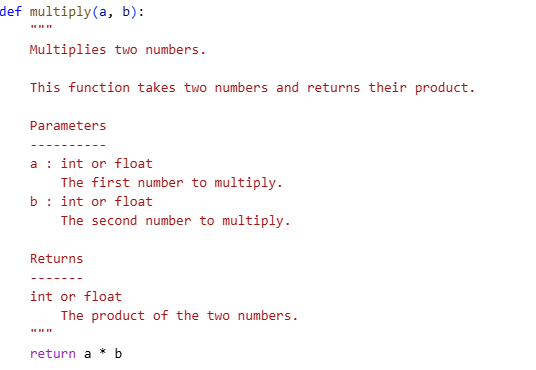 def multiply(a, b):
    """
    Multiplies two numbers.

    This function takes two numbers and returns their product.

    Parameters
    ----------
    a : int or float
        The first number to multiply.
    b : int or float
        The second number to multiply.

    Returns
    -------
    int or float
        The product of the two numbers.
    """
    return a * b